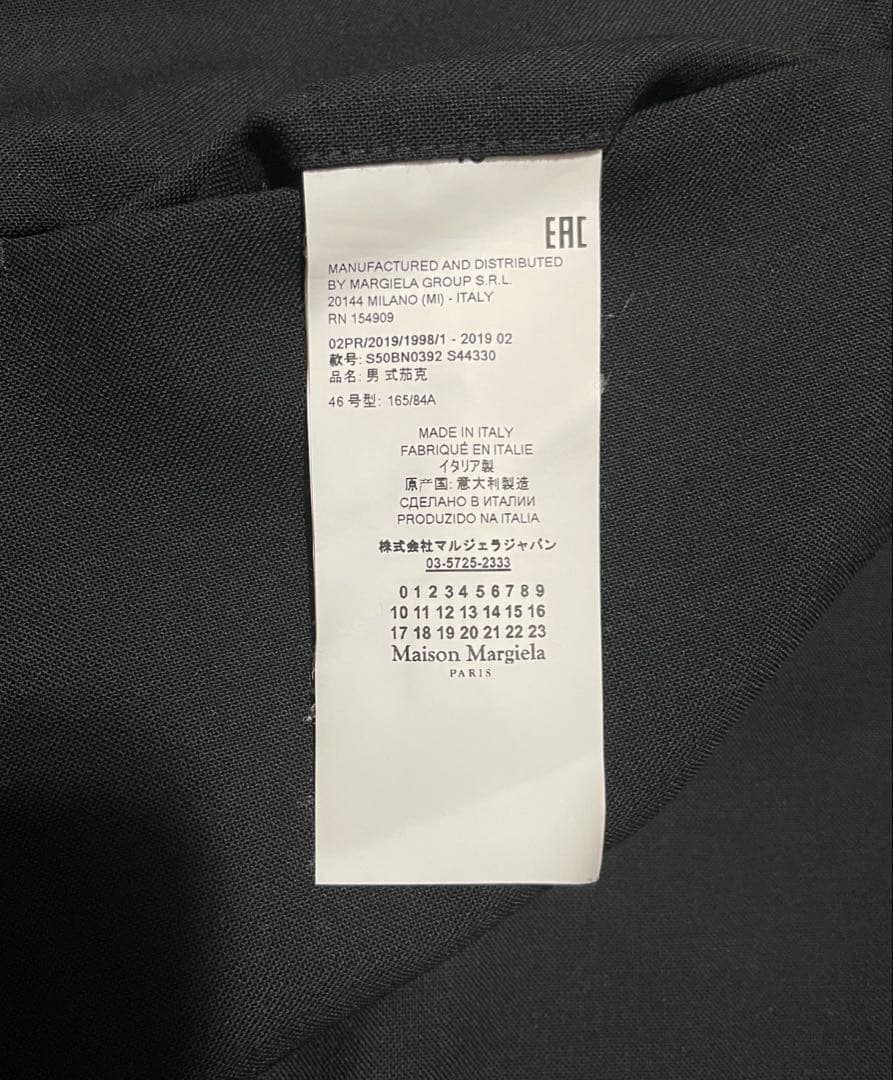 EAC
MANUFACTURED AND DISTRIBUTED
BY MARGIELA GROUP S.R.L.
20144 MILANO (MI) - ITALY
RN 154909
02PR/2019/1998/1 - 2019 02
款号: S50BN0392 S44330
品名: 男 式茄克
46 号型: 165/84A
MADE IN ITALY
FABRIQUÉ EN ITALIE
イタリア製
原产国: 意大利製造
СДЕЛАНО В ИТАЛИИ
PRODUZIDO NA ITALIA
株式会社マルジェラジャパン
03-5725-2333
0 1 2 3 4 5 6 7 8 9
10 11 12 13 14 15 16
17 18 19 20 21 22 23
Maison Margiela
PARIS